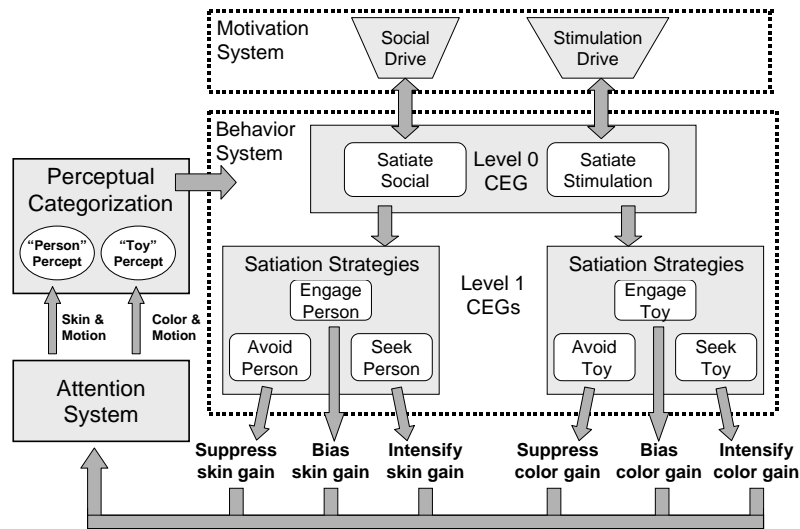 Motivation
System
Social
Drive
Stimulation
Drive
Behavior
System
Satiate
Social
Level 0
CEG
Satiate
Stimulation
Perceptual
Categorization
“Person”
Percept
“Toy”
Percept
Skin &
Motion
Color &
Motion
Attention
System
Satiation Strategies
Engage
Person
Avoid
Person
Seek
Person
Level 1
CEGs
Satiation Strategies
Engage
Toy
Avoid
Toy
Seek
Toy
Suppress
skin gain
Bias
skin gain
Intensify
skin gain
Suppress
color gain
Bias
color gain
Intensify
color gain